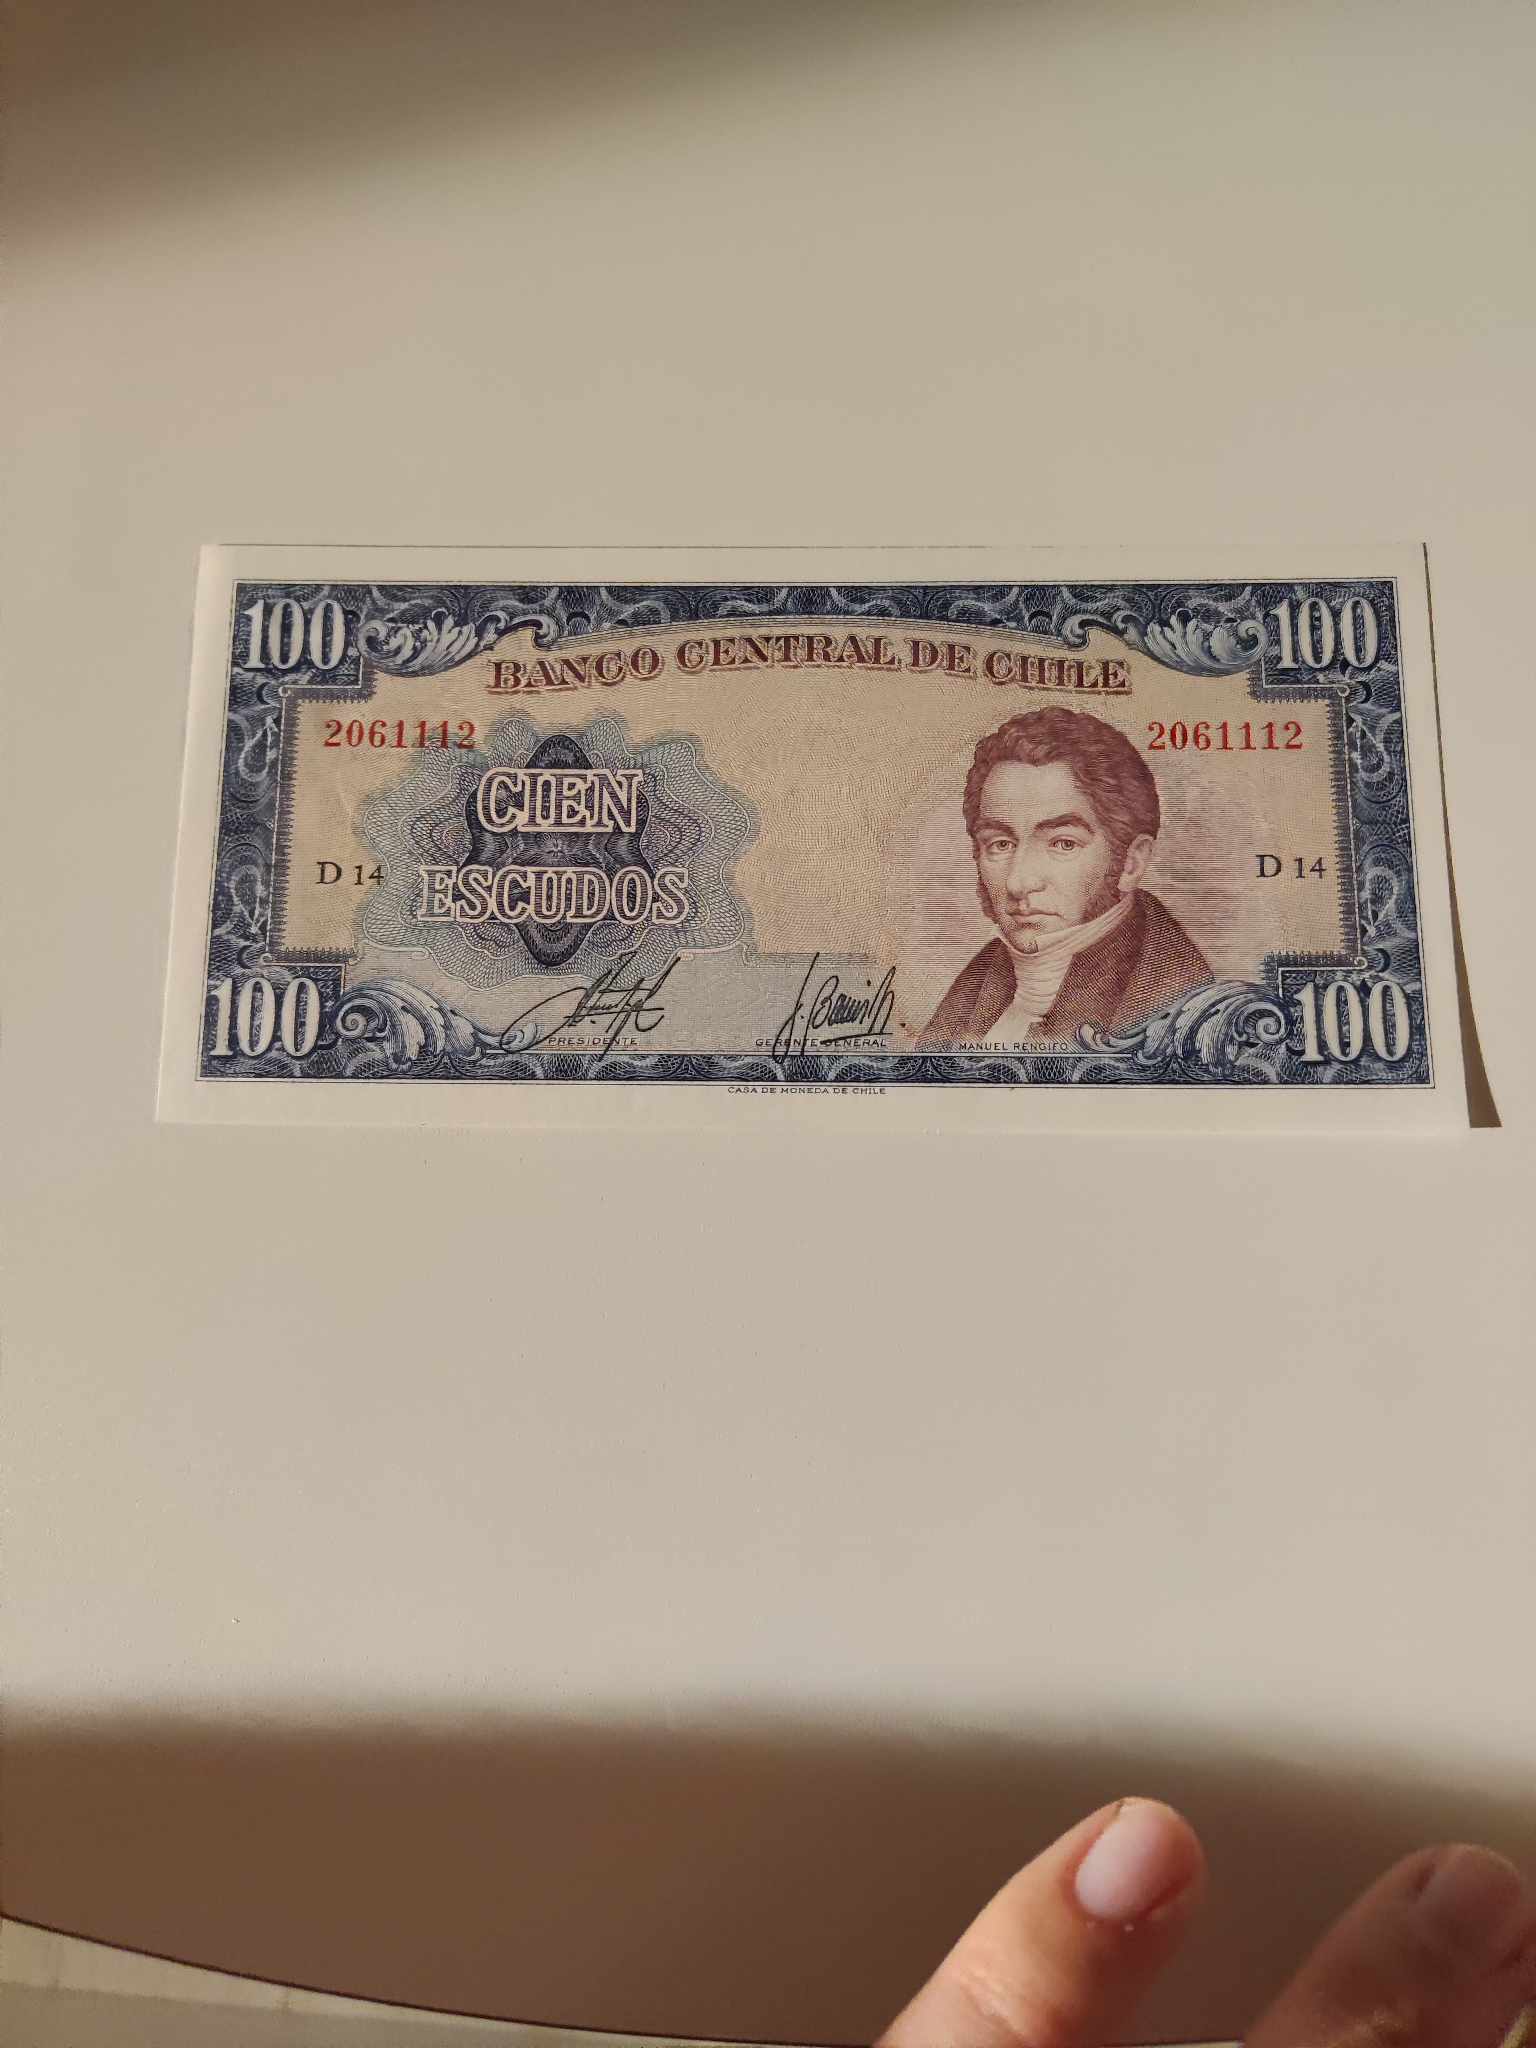 100 100
BANCO CENTRAL DE CHILE
2061112 2061112
CIEN
ESCUDOS
D 14 D 14
PRESIDENTE GERENTE GENERAL MANUEL RENGIFO
100 100
CASA DE MONEDA DE CHILE